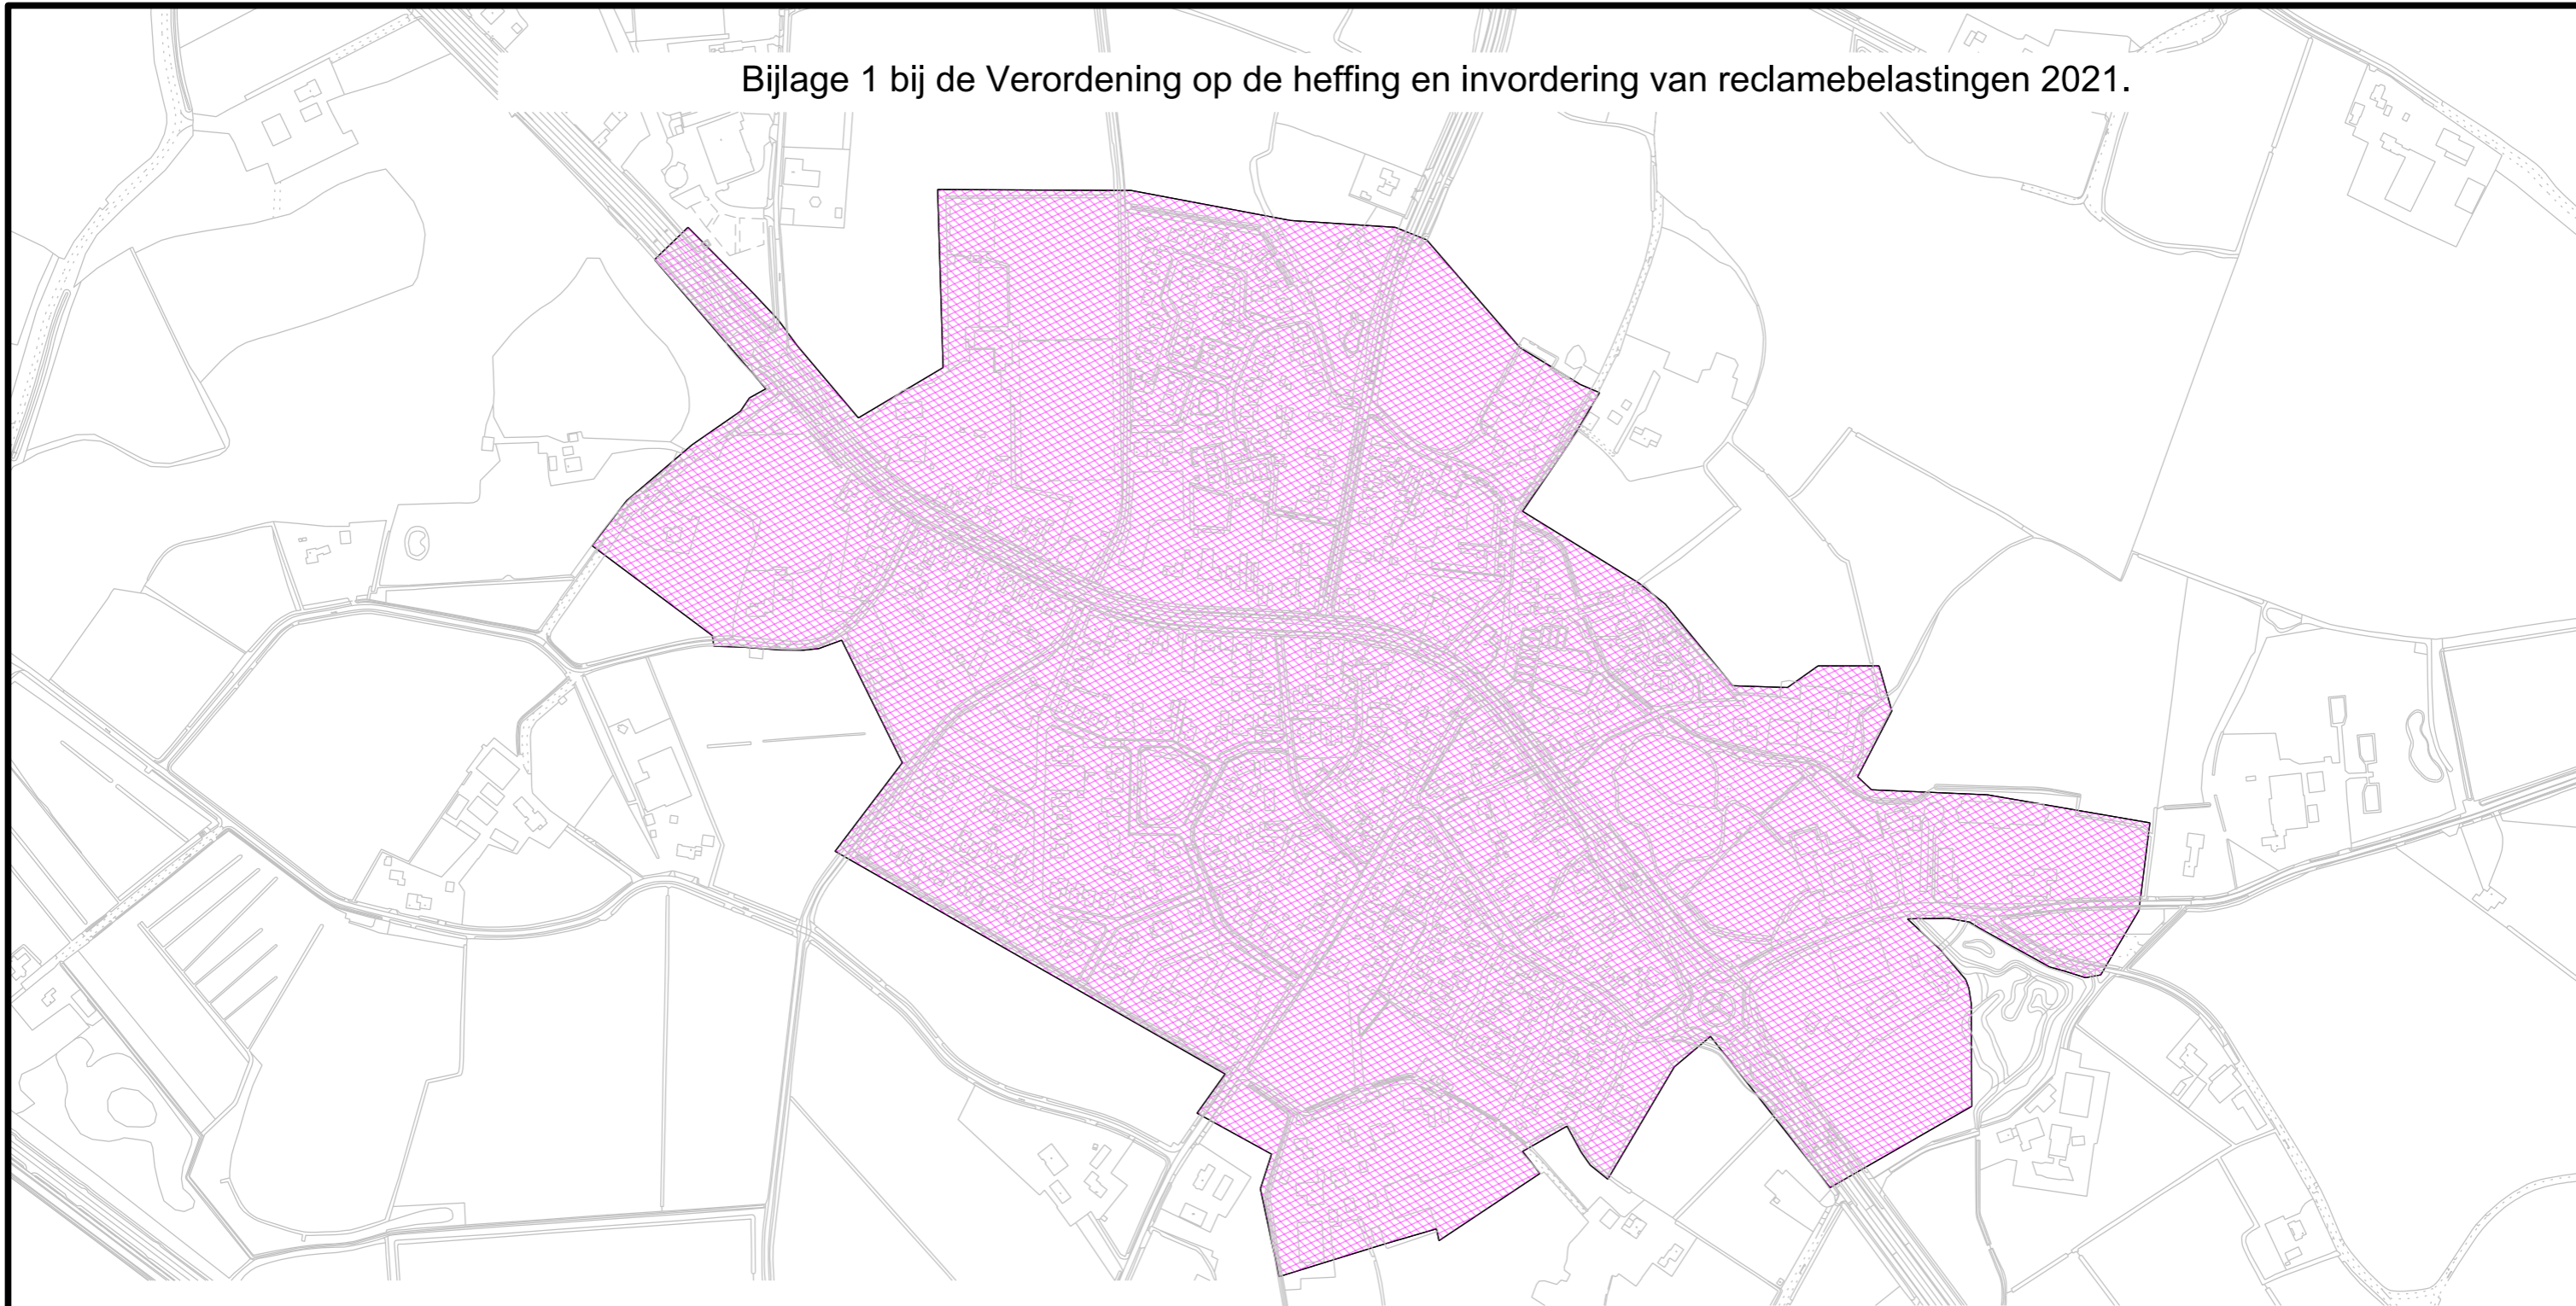 Bijlage 1 bij de Verordening op de heffing en invordering van reclamebelastingen 2021.